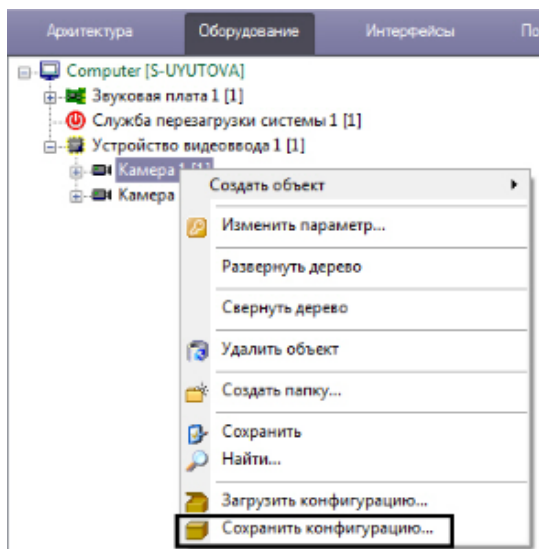 Архитектура Оборудование Интерфейсы По
Computer [S-UYUTOVA]
Звуковая плата 1 [1]
Служба перезагрузки системы 1 [1]
Устройство видеоввода 1 [1]
Камера 1 [1]
Камера
Создать объект
Изменить параметр...
Развернуть дерево
Свернуть дерево
Удалить объект
Создать папку...
Сохранить
Найти...
Загрузить конфигурацию...
Сохранить конфигурацию...